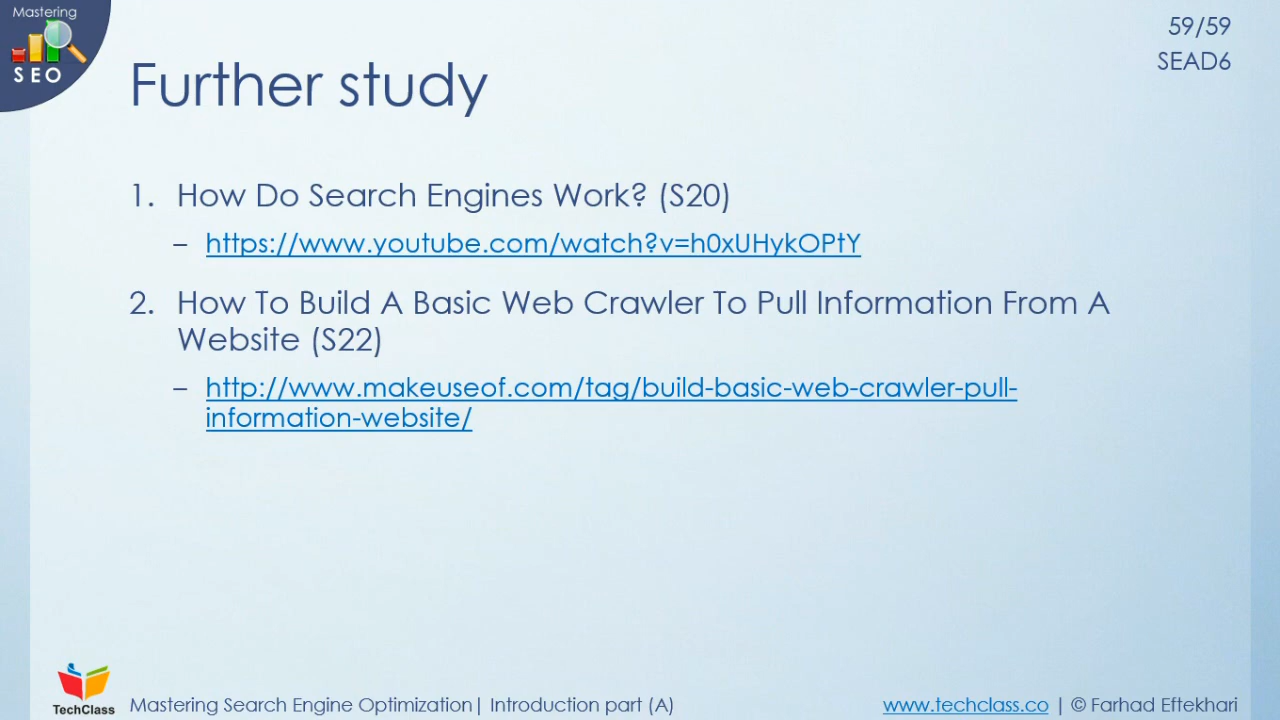 Mastering
SEO
59/59
SEAD6
Further study
1. How Do Search Engines Work? (S20)
– https://www.youtube.com/watch?v=h0xUHykOPtY
2. How To Build A Basic Web Crawler To Pull Information From A
Website (S22)
– http://www.makeuseof.com/tag/build-basic-web-crawler-pull-
information-website/
TechClass
Mastering Search Engine Optimization| Introduction part (A)
www.techclass.co | © Farhad Eftekhari